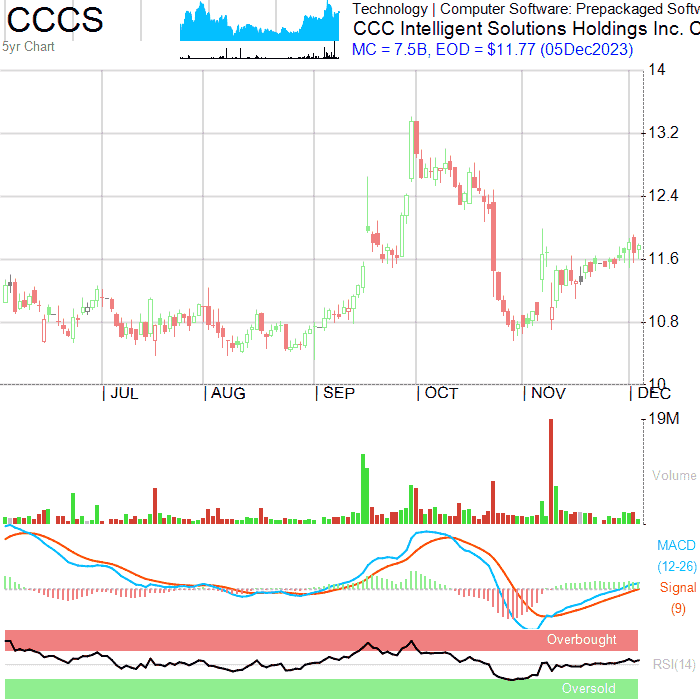 CCCS
5yr Chart
Technology | Computer Software: Prepackaged Softw
CCC Intelligent Solutions Holdings Inc. C
MC = 7.5B, EOD = $11.77 (05Dec2023)
14
13.2
12.4
11.6
10.8
10
| JUL | AUG | SEP | OCT | NOV | DEC
19M
Volume
MACD
(12-26)
Signal
(9)
Overbought
RSI(14)
Oversold